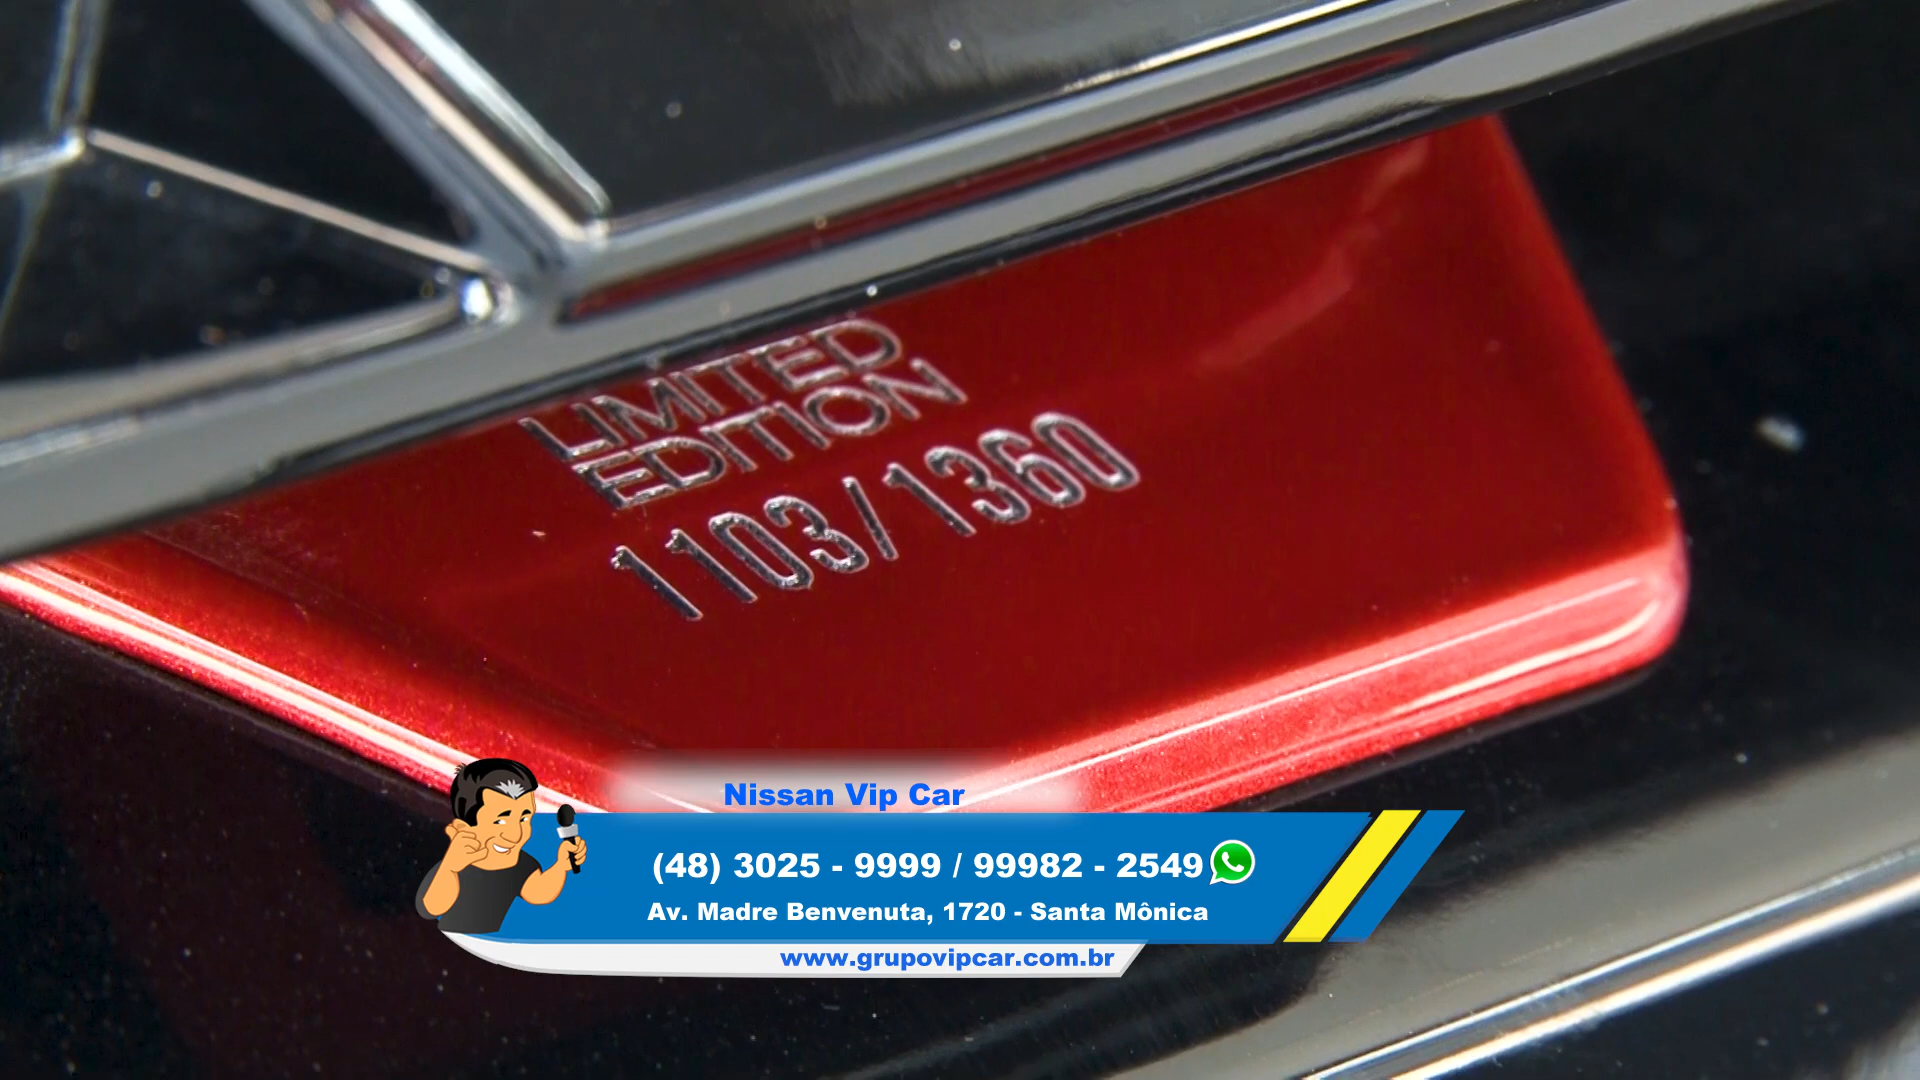 LIMITED
EDITION
1103/1360
Nissan Vip Car
(48) 3025 - 9999 / 99982 - 2549
Av. Madre Benvenuta, 1720 - Santa Mônica
www.grupovipcar.com.br